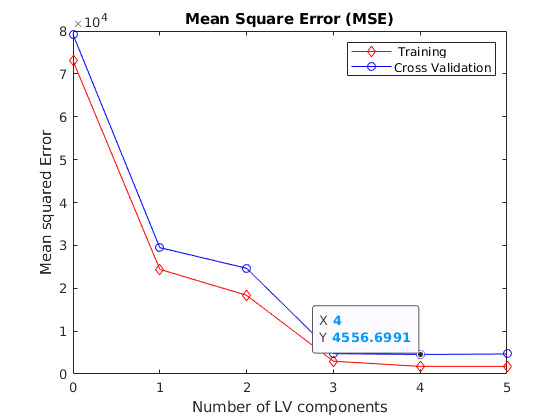 Mean Square Error (MSE)
×10⁴
8
7
6
5
4
3
2
1
0
Mean squared Error
Training
Cross Validation
X 4
Y 4556.6991
0 1 2 3 4 5
Number of LV components